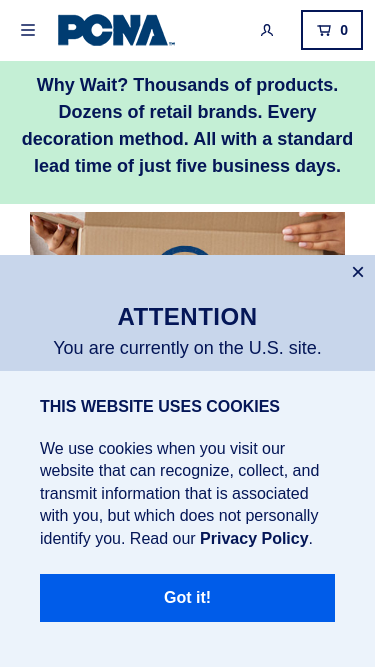 PCNA
0
Why Wait? Thousands of products.
Dozens of retail brands. Every
decoration method. All with a standard
lead time of just five business days.
ATTENTION
You are currently on the U.S. site.
THIS WEBSITE USES COOKIES
We use cookies when you visit our
website that can recognize, collect, and
transmit information that is associated
with you, but which does not personally
identify you. Read our Privacy Policy.
Got it!